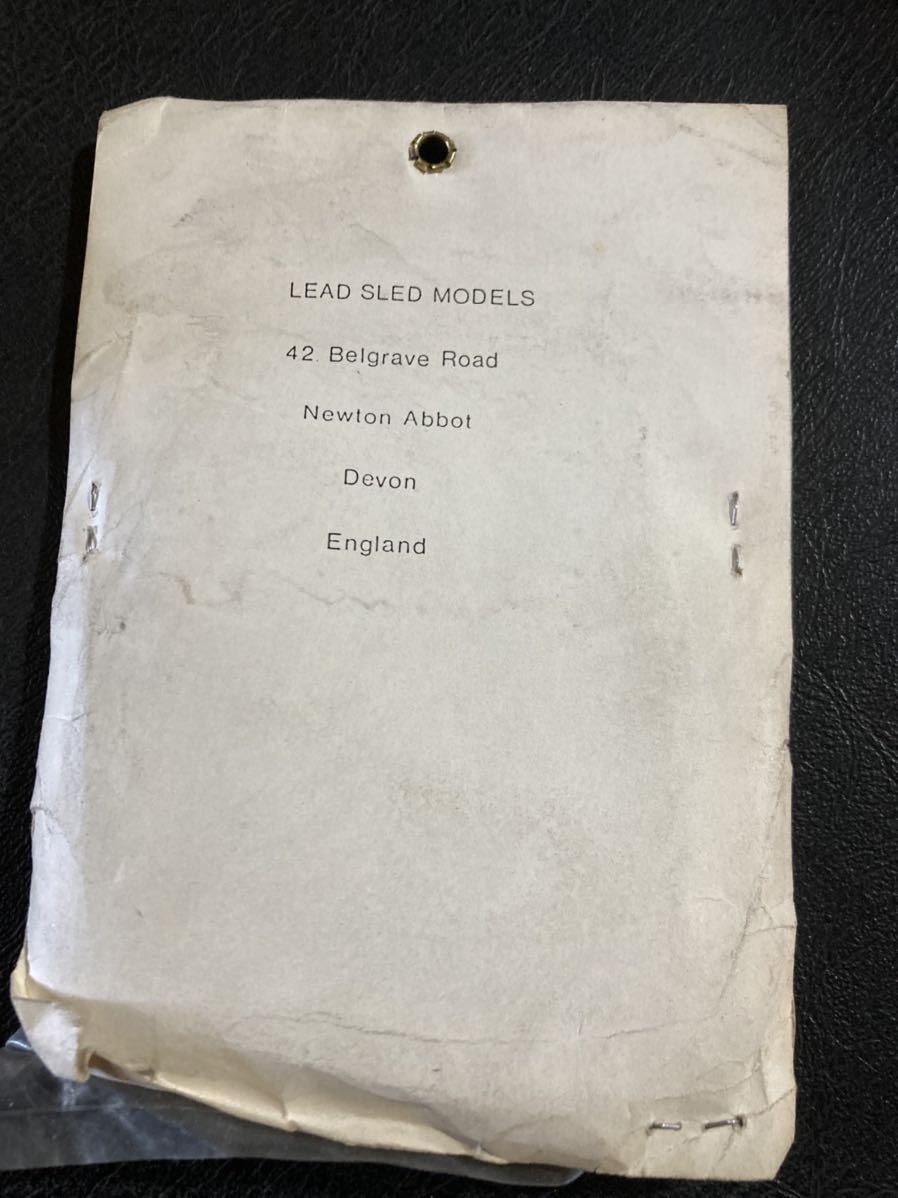 LEAD SLED MODELS
42. Belgrave Road
Newton Abbot
Devon
England